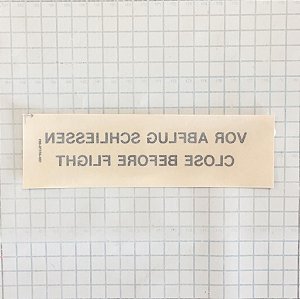 VOR ABFLUG SCHLIESSEN
CLOSE BEFORE FLIGHT